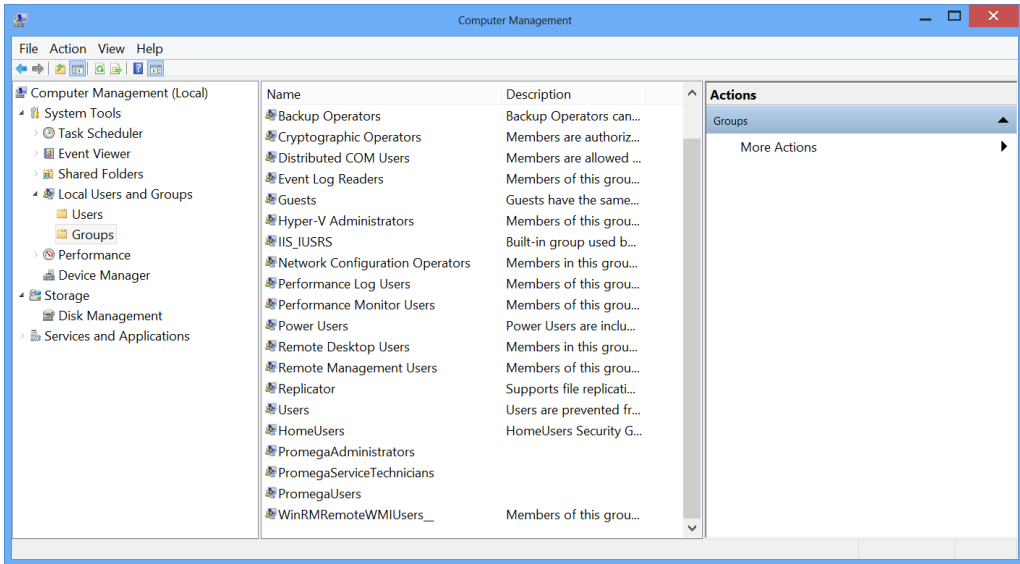 Computer Management
File Action View Help
Computer Management (Local)
System Tools
Task Scheduler
Event Viewer
Shared Folders
Local Users and Groups
Users
Groups
Performance
Device Manager
Storage
Disk Management
Services and Applications
Name Description
Backup Operators Backup Operators can...
Cryptographic Operators Members are authoriz...
Distributed COM Users Members are allowed ...
Event Log Readers Members of this grou...
Guests Guests have the same...
Hyper-V Administrators Members of this grou...
IIS_IUSRS Built-in group used b...
Network Configuration Operators Members in this grou...
Performance Log Users Members of this grou...
Performance Monitor Users Members of this grou...
Power Users Power Users are inclu...
Remote Desktop Users Members in this grou...
Remote Management Users Members of this grou...
Replicator Supports file replicati...
Users Users are prevented fr...
HomeUsers HomeUsers Security G...
PromegaAdministrators
PromegaServiceTechnicians
PromegaUsers
WinRMRemoteWMIUsers__ Members of this grou...
Actions
Groups
More Actions